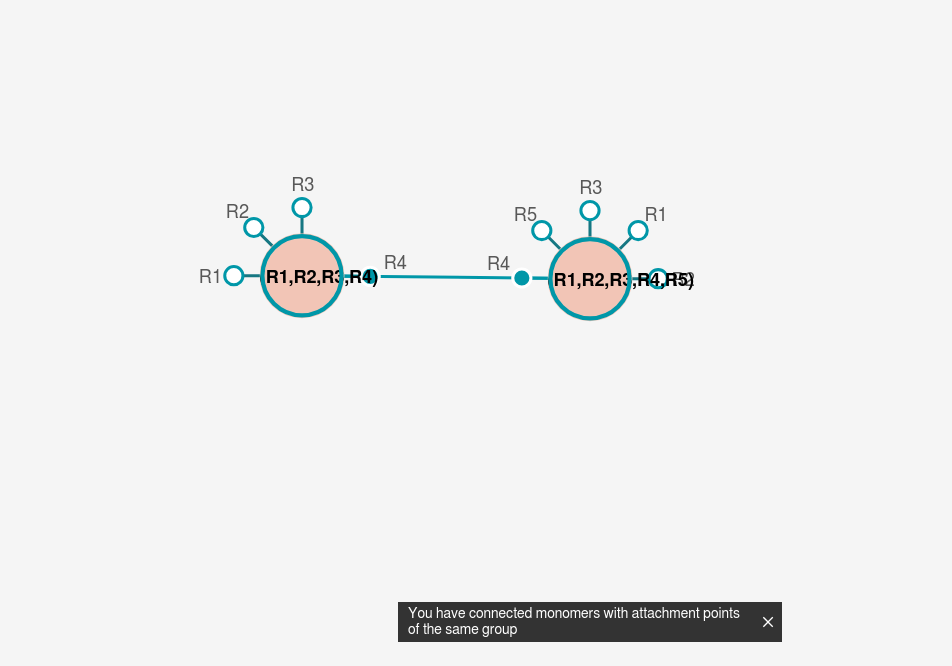 R3
R3
R2
R5
R1
R4
R4
R1
R1,R2,R3,R4)
R1,R2,R3,R4,R5)
You have connected monomers with attachment points
of the same group